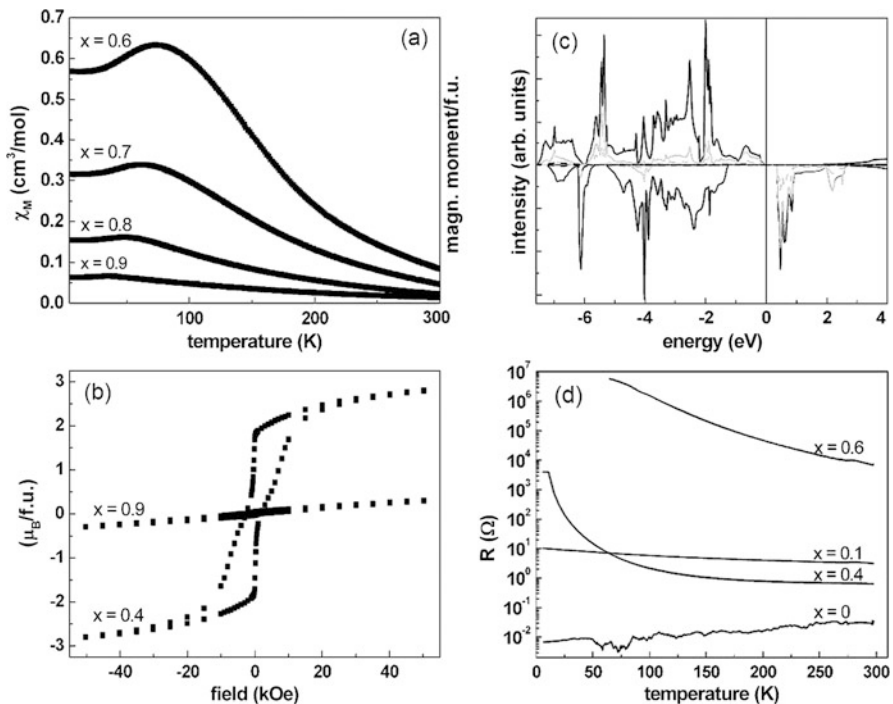 (a)
x = 0.6
x = 0.7
x = 0.8
x = 0.9
0.7
0.6
0.5
0.4
0.3
0.2
0.1
0.0
χM (cm³/mol)
100
200
300
temperature (K)
magn. moment/f.u.
(c)
intensity (arb. units)
-6
-4
-2
0
2
4
energy (eV)
(b)
3
2
1
0
-1
-2
-3
(μB/f.u.)
x = 0.9
x = 0.4
-40
-20
0
20
40
field (kOe)
(d)
10⁷
10⁶
10⁵
10⁴
10³
10²
10¹
10⁰
10⁻¹
10⁻²
R (Ω)
x = 0.6
x = 0.1
x = 0.4
x = 0
0
50
100
150
200
250
300
temperature (K)